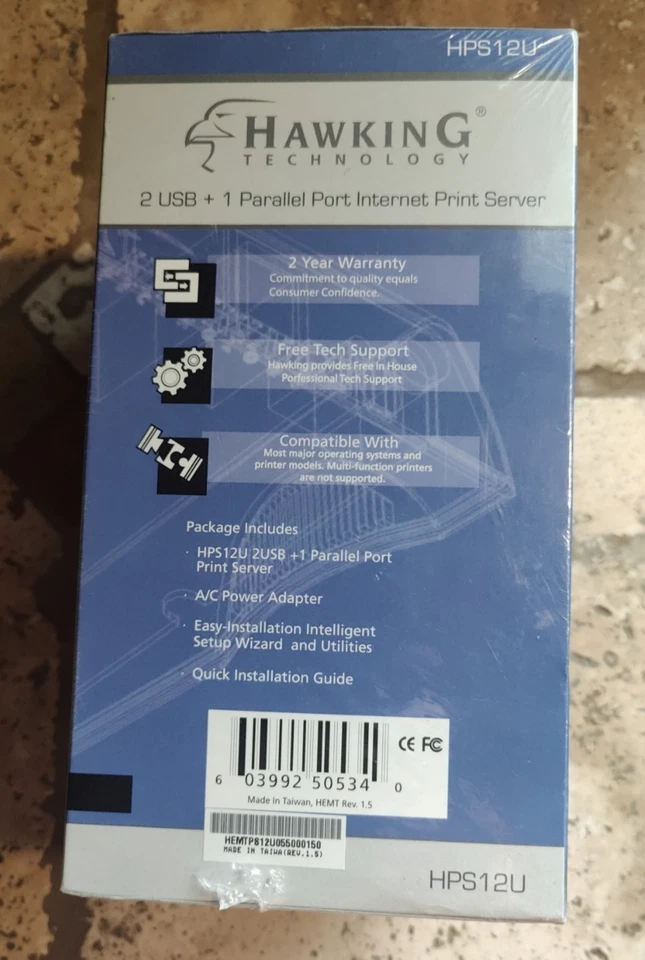 HPS12U
HAWKING®
TECHNOLOGY
2 USB + 1 Parallel Port Internet Print Server
2 Year Warranty
Commitment to quality equals
Consumer Confidence.
Free Tech Support
Hawking provides Free In House
Porfessional Tech Support
Compatible With
Most major operating systems and
printer models. Multi-function printers
are not supported.
Package Includes
· HPS12U 2USB +1 Parallel Port
Print Server
· A/C Power Adapter
· Easy-Installation Intelligent
Setup Wizard and Utilities
· Quick Installation Guide
CE FC
6 03992 50534 0
Made In Taiwan, HEMT Rev. 1.5
HEMTPS12U055000150
MADE IN TAIWA(REV.1.5)
HPS12U